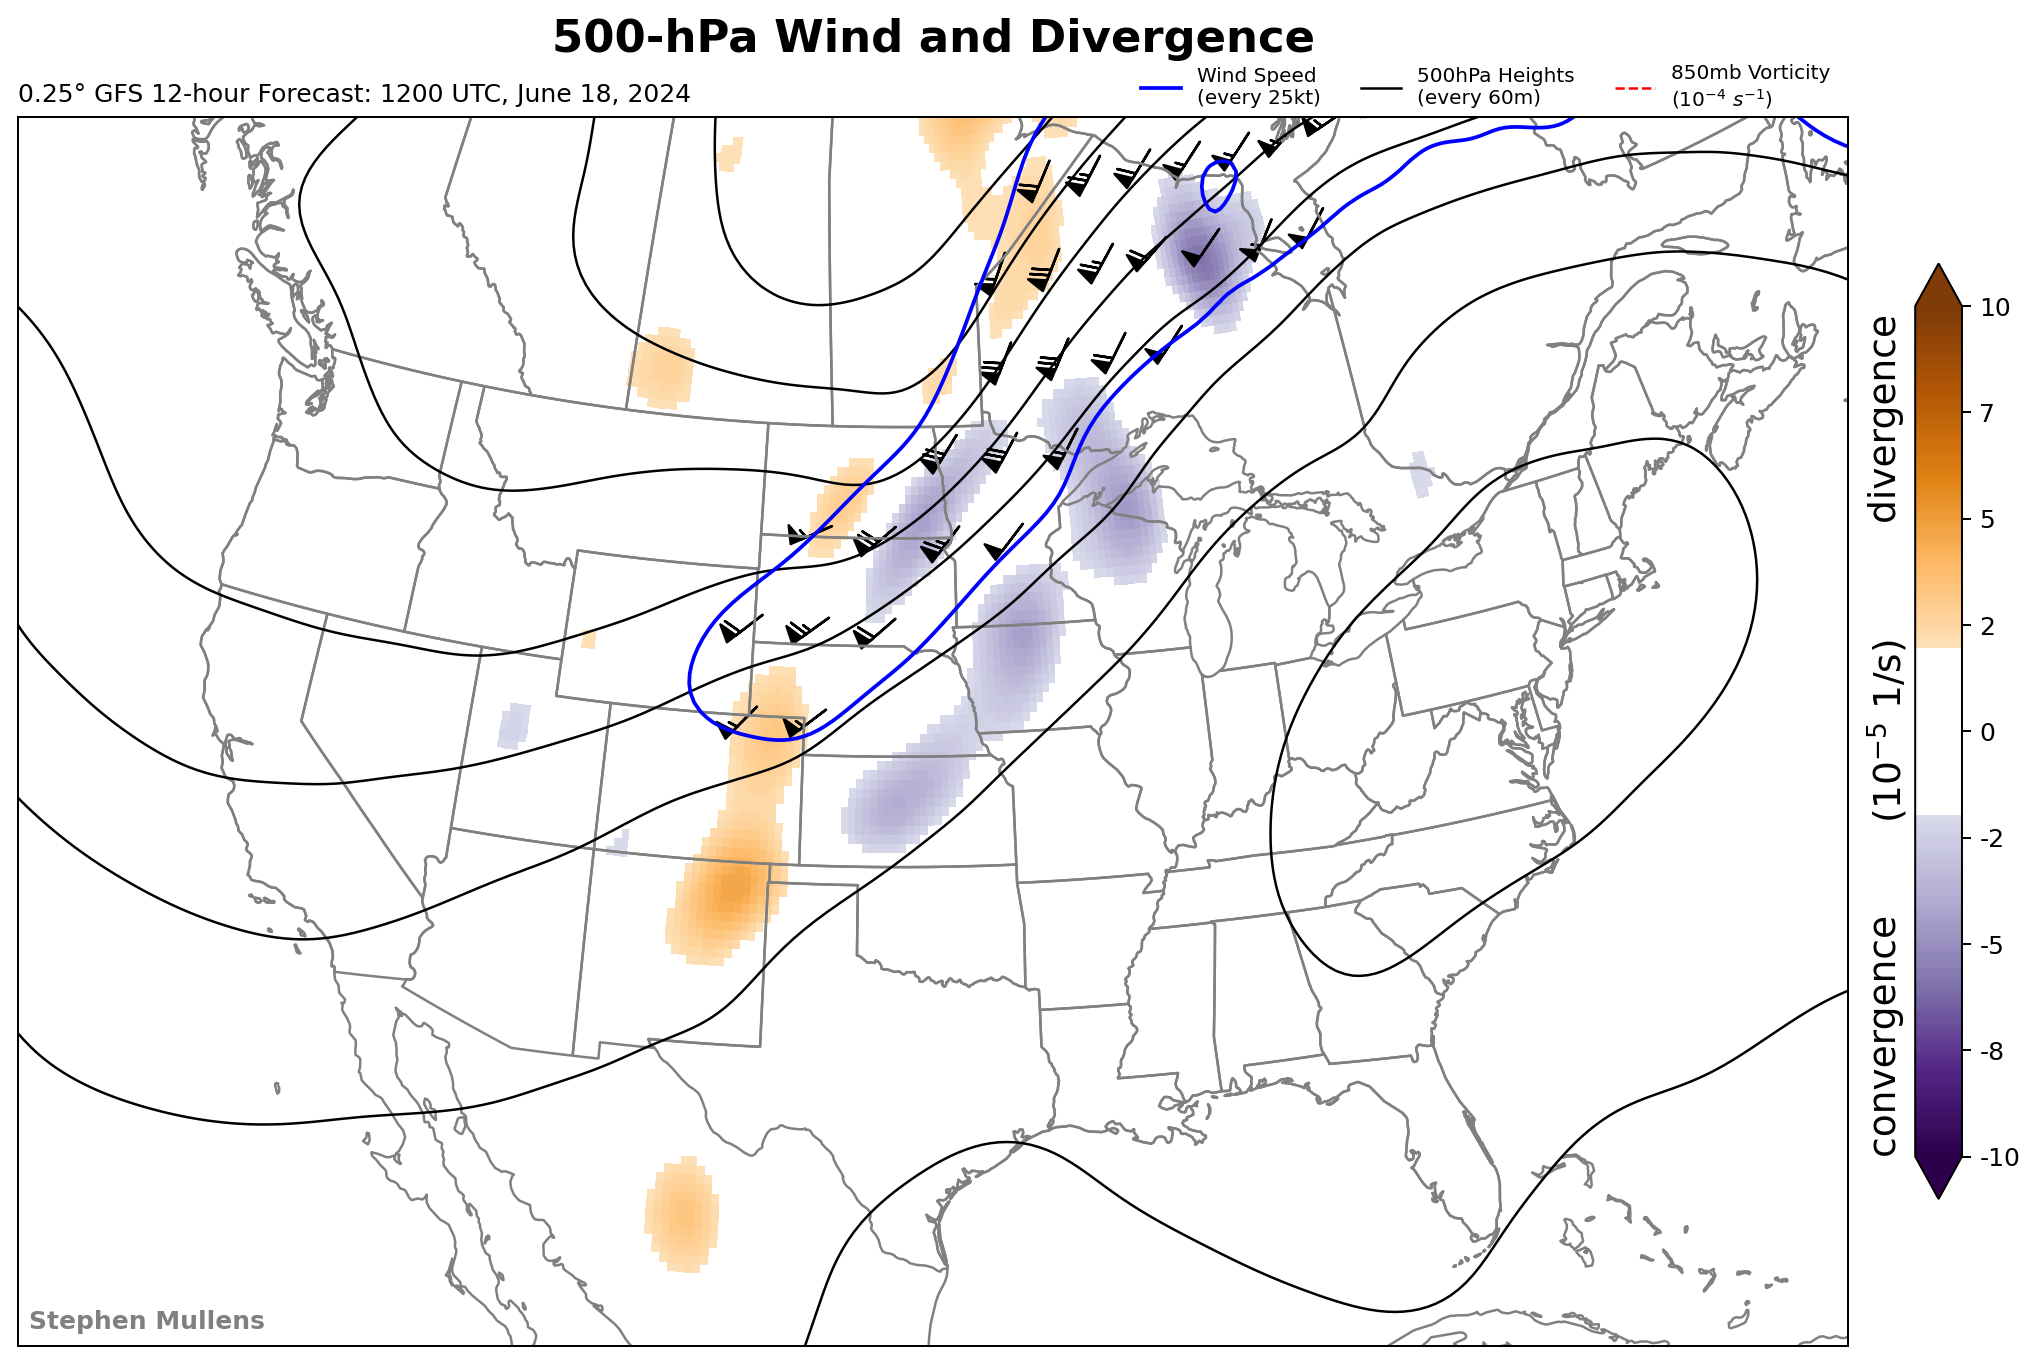 500-hPa Wind and Divergence
0.25° GFS 12-hour Forecast: 1200 UTC, June 18, 2024
Wind Speed
(every 25kt)
500hPa Heights
(every 60m)
850mb Vorticity
(10⁻⁴ s⁻¹)
10
7
5
2
0
-2
-5
-8
-10
convergence (10⁻⁵ 1/s) divergence
Stephen Mullens